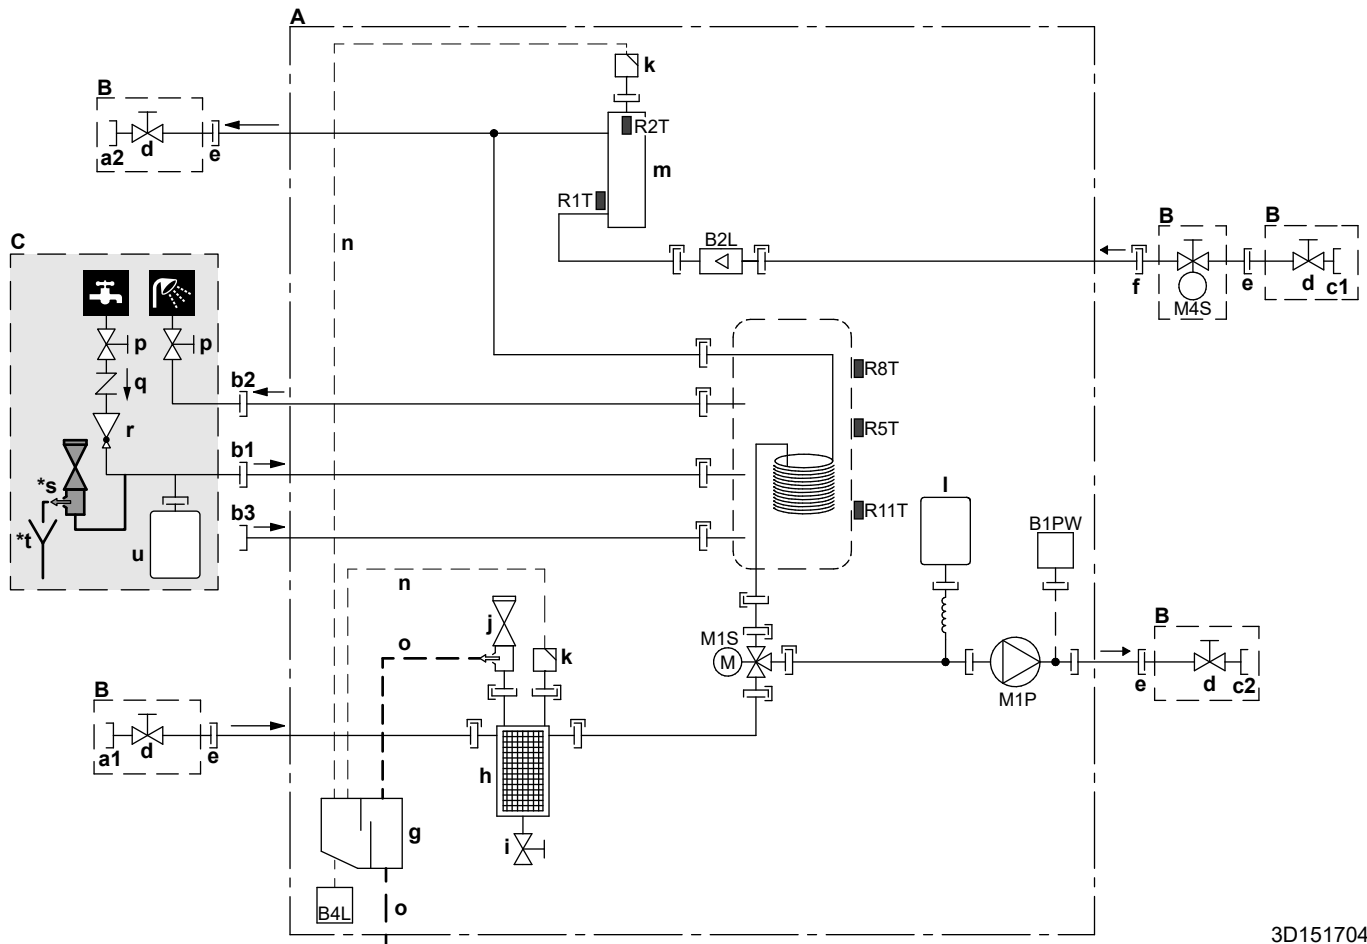 A
k
B
R2T
a2
d
e
m
R1T
n
B
B
C
B2L
f
M4S
e
d
c1
p
p
b2
R8T
q
r
R5T
b1
*s
l
b3
R11T
*t
u
B1PW
n
j
M1S
B
o
k
M
e
d
c2
B
M1P
a1
d
e
h
g
i
B4L
o
3D151704